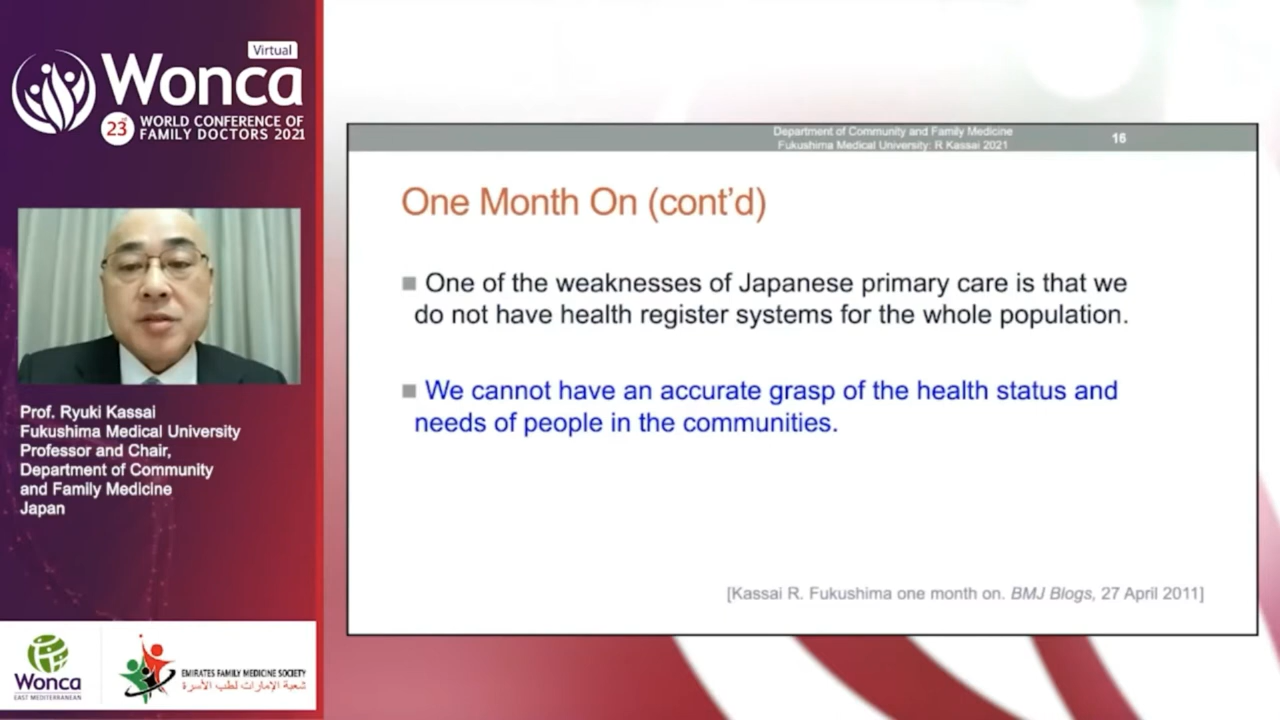 Virtual
Wonca
23rd WORLD CONFERENCE OF
FAMILY DOCTORS 2021
Prof. Ryuki Kassai
Fukushima Medical University
Professor and Chair,
Department of Community
and Family Medicine
Japan
Wonca
EAST MEDITERRANEAN
EMIRATES FAMILY MEDICINE SOCIETY
شعبة الإمارات لطب الأسرة
Department of Community and Family Medicine
Fukushima Medical University: R Kassai 2021
16
One Month On (cont’d)
One of the weaknesses of Japanese primary care is that we
do not have health register systems for the whole population.
We cannot have an accurate grasp of the health status and
needs of people in the communities.
[Kassai R. Fukushima one month on. BMJ Blogs, 27 April 2011]